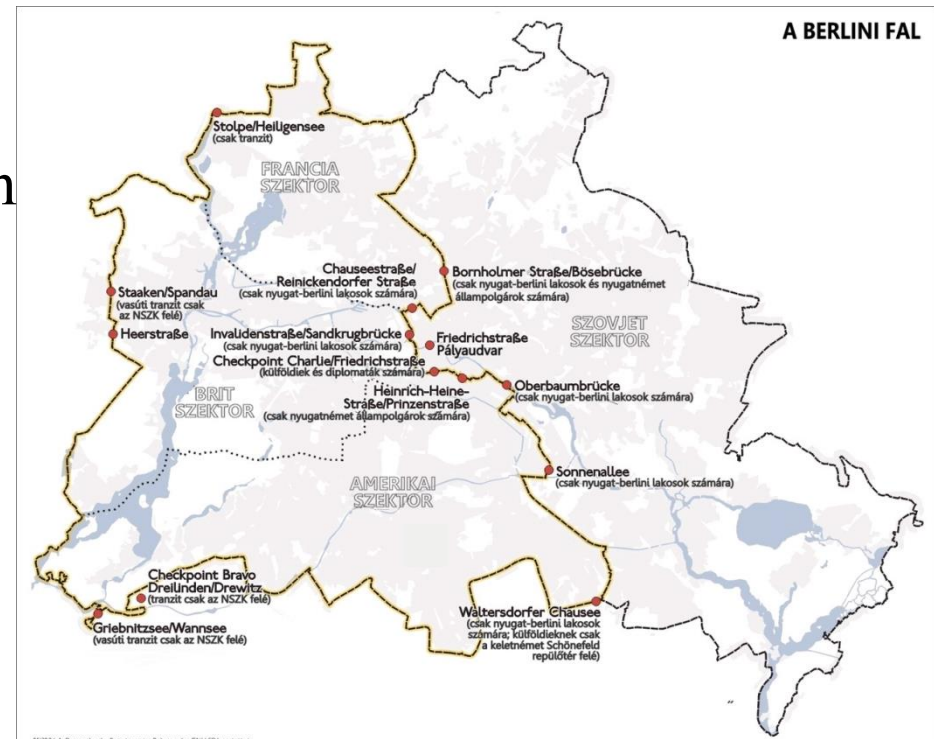 A BERLINI FAL
n
Stolpe/Heiligensee
(csak tranzit)
FRANCIA
SZEKTOR
Chauseestraße/
Reinickendorfer Straße
(csak nyugat-berlini lakosok számára)
Bornholmer Straße/Bösebrücke
(csak nyugat-berlini lakosok és nyugatnémet
állampolgárok számára)
Staaken/Spandau
(vasúti tranzit csak
az NSZK felé)
Heerstraße
Invalidenstraße/Sandkrugbrücke
(csak nyugat-berlini lakosok számára)
Friedrichstraße
Pályaudvar
SZOVJET
SZEKTOR
Checkpoint Charlie/Friedrichstraße
(külföldiek és diplomaták számára)
BRIT
SZEKTOR
Heinrich-Heine-
Straße/Prinzenstraße
(csak nyugatnémet állampolgárok számára)
Oberbaumbrücke
(csak nyugat-berlini lakosok számára)
Sonnenallee
(csak nyugat-berlini lakosok számára)
AMERIKAI
SZEKTOR
Checkpoint Bravo
Dreilinden/Drewitz
(tranzit csak az NSZK felé)
Griebnitzsee/Wannsee
(vasúti tranzit csak az NSZK felé)
Waltersdorfer Chausee
(csak nyugat-berlini lakosok
számára; külföldieknek csak
a keletnémet Schönefeld
repülőtér felé)